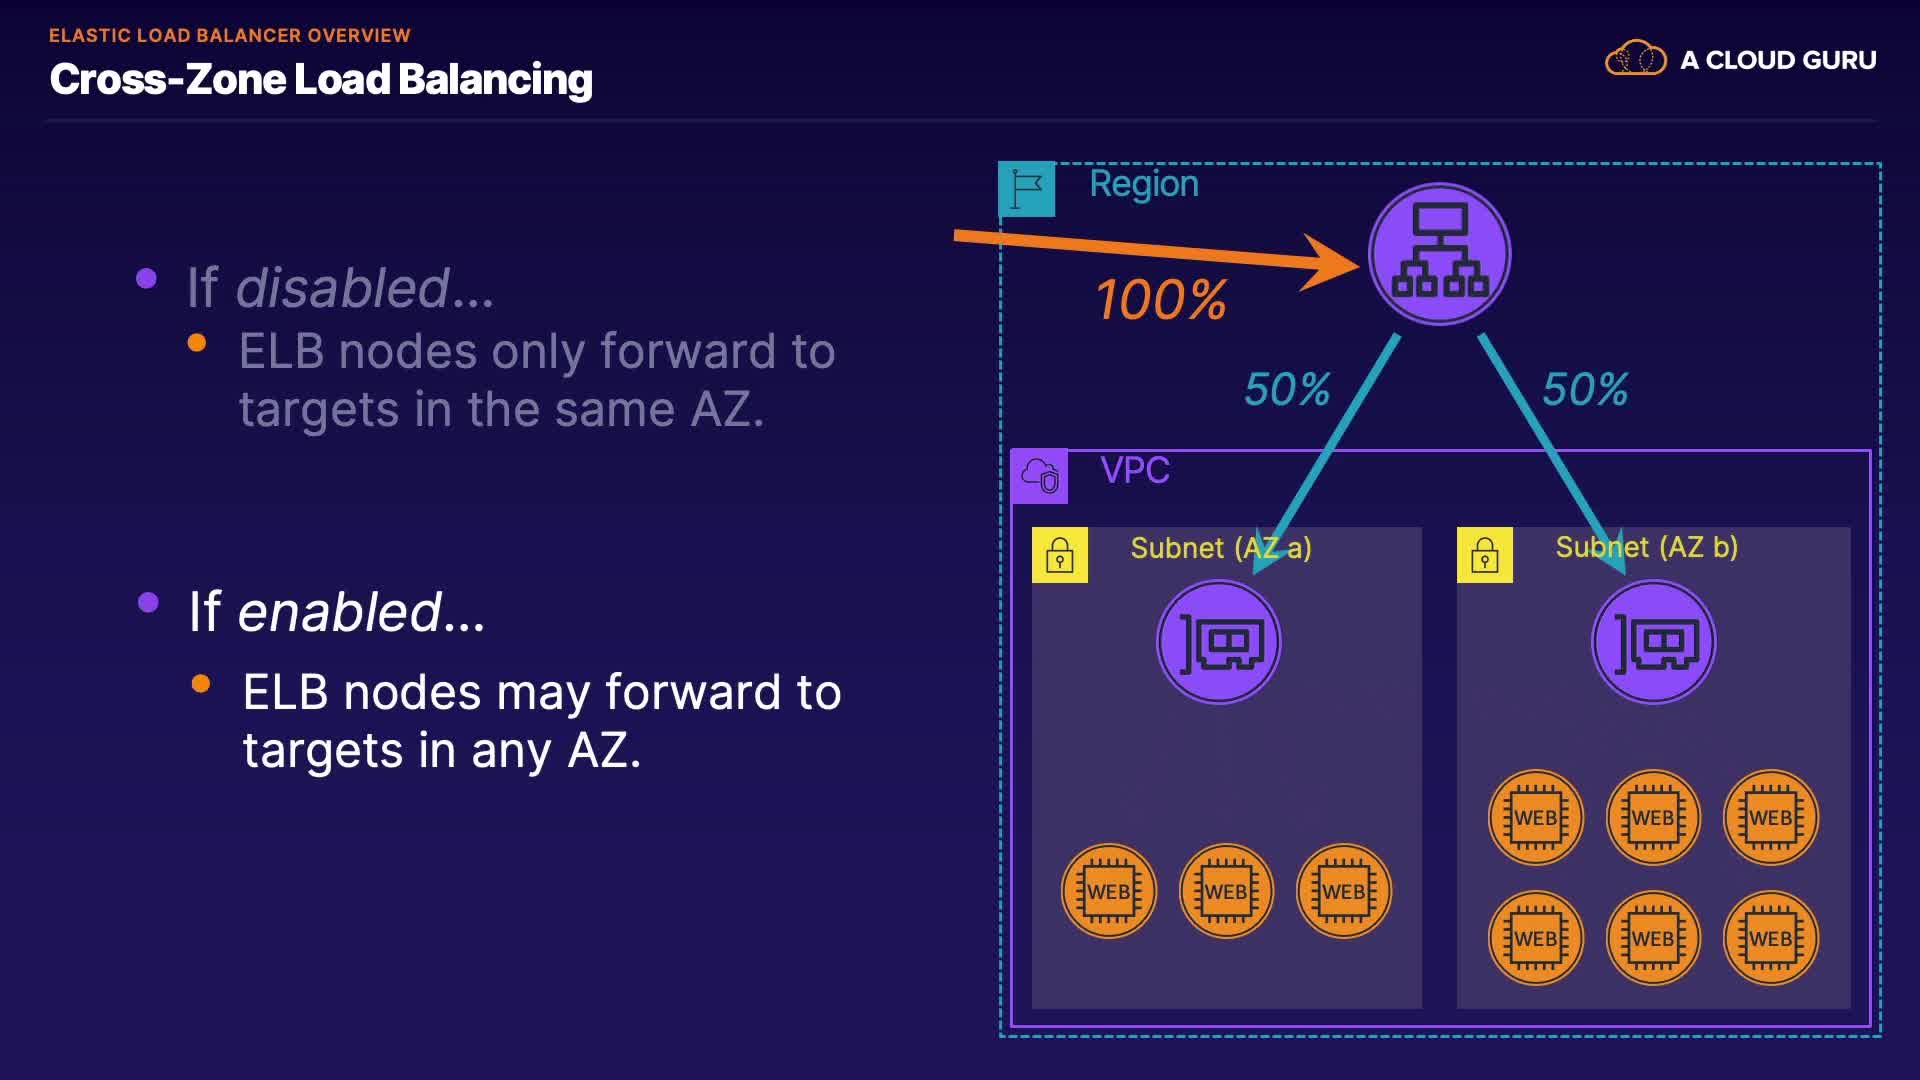 ELASTIC LOAD BALANCER OVERVIEW
Cross-Zone Load Balancing
A CLOUD GURU
If disabled...
ELB nodes only forward to
targets in the same AZ.
If enabled...
ELB nodes may forward to
targets in any AZ.
Region
100%
50%
50%
VPC
Subnet (AZ a)
Subnet (AZ b)
WEB
WEB
WEB
WEB
WEB
WEB
WEB
WEB
WEB